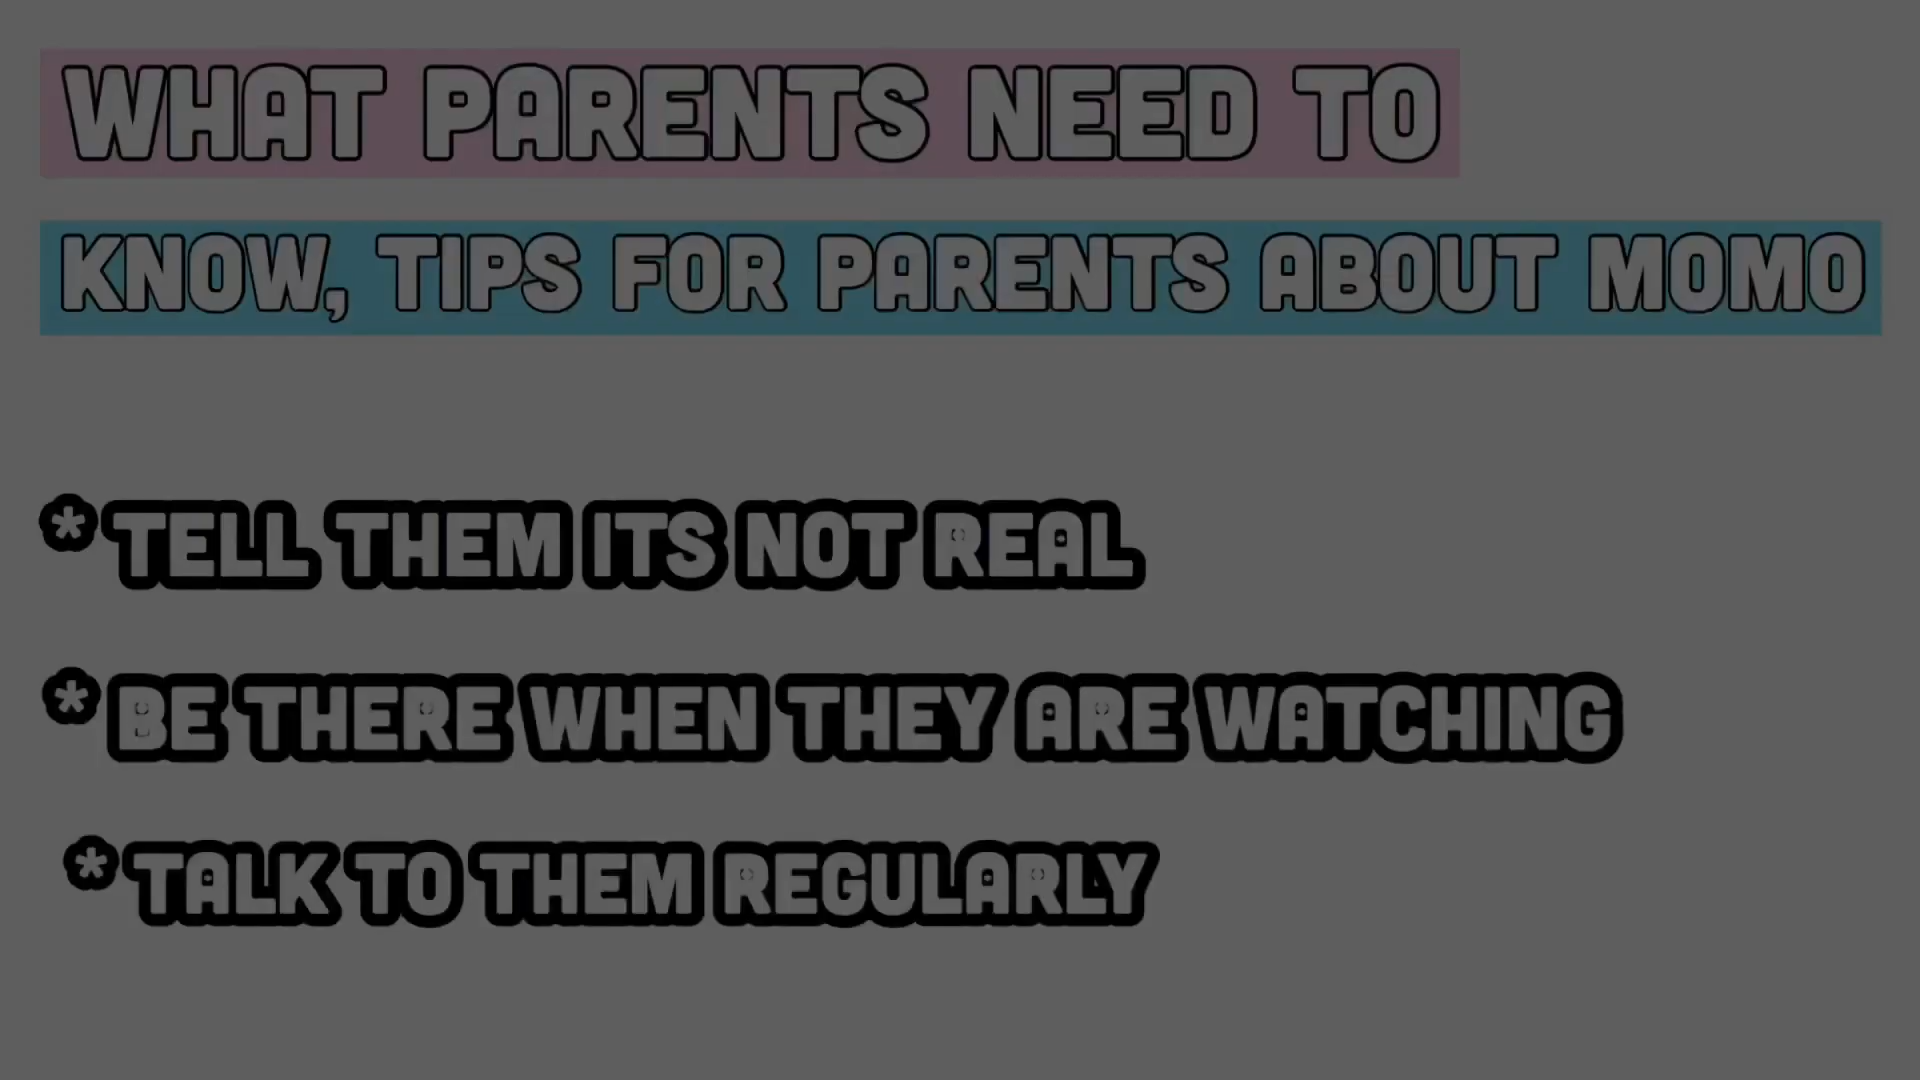 WHAT PARENTS NEED TO
KNOW, TIPS FOR PARENTS ABOUT MOMO
* TELL THEM ITS NOT REAL
* BE THERE WHEN THEY ARE WATCHING
* TALK TO THEM REGULARLY